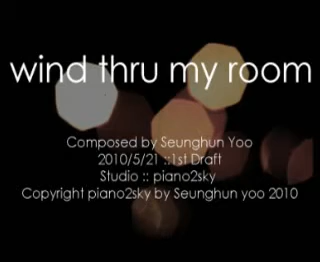 wind thru my room
Composed by Seunghun Yoo
2010/5/21 ::1st Draft
Studio :: piano2sky
Copyright piano2sky by Seunghun yoo 2010